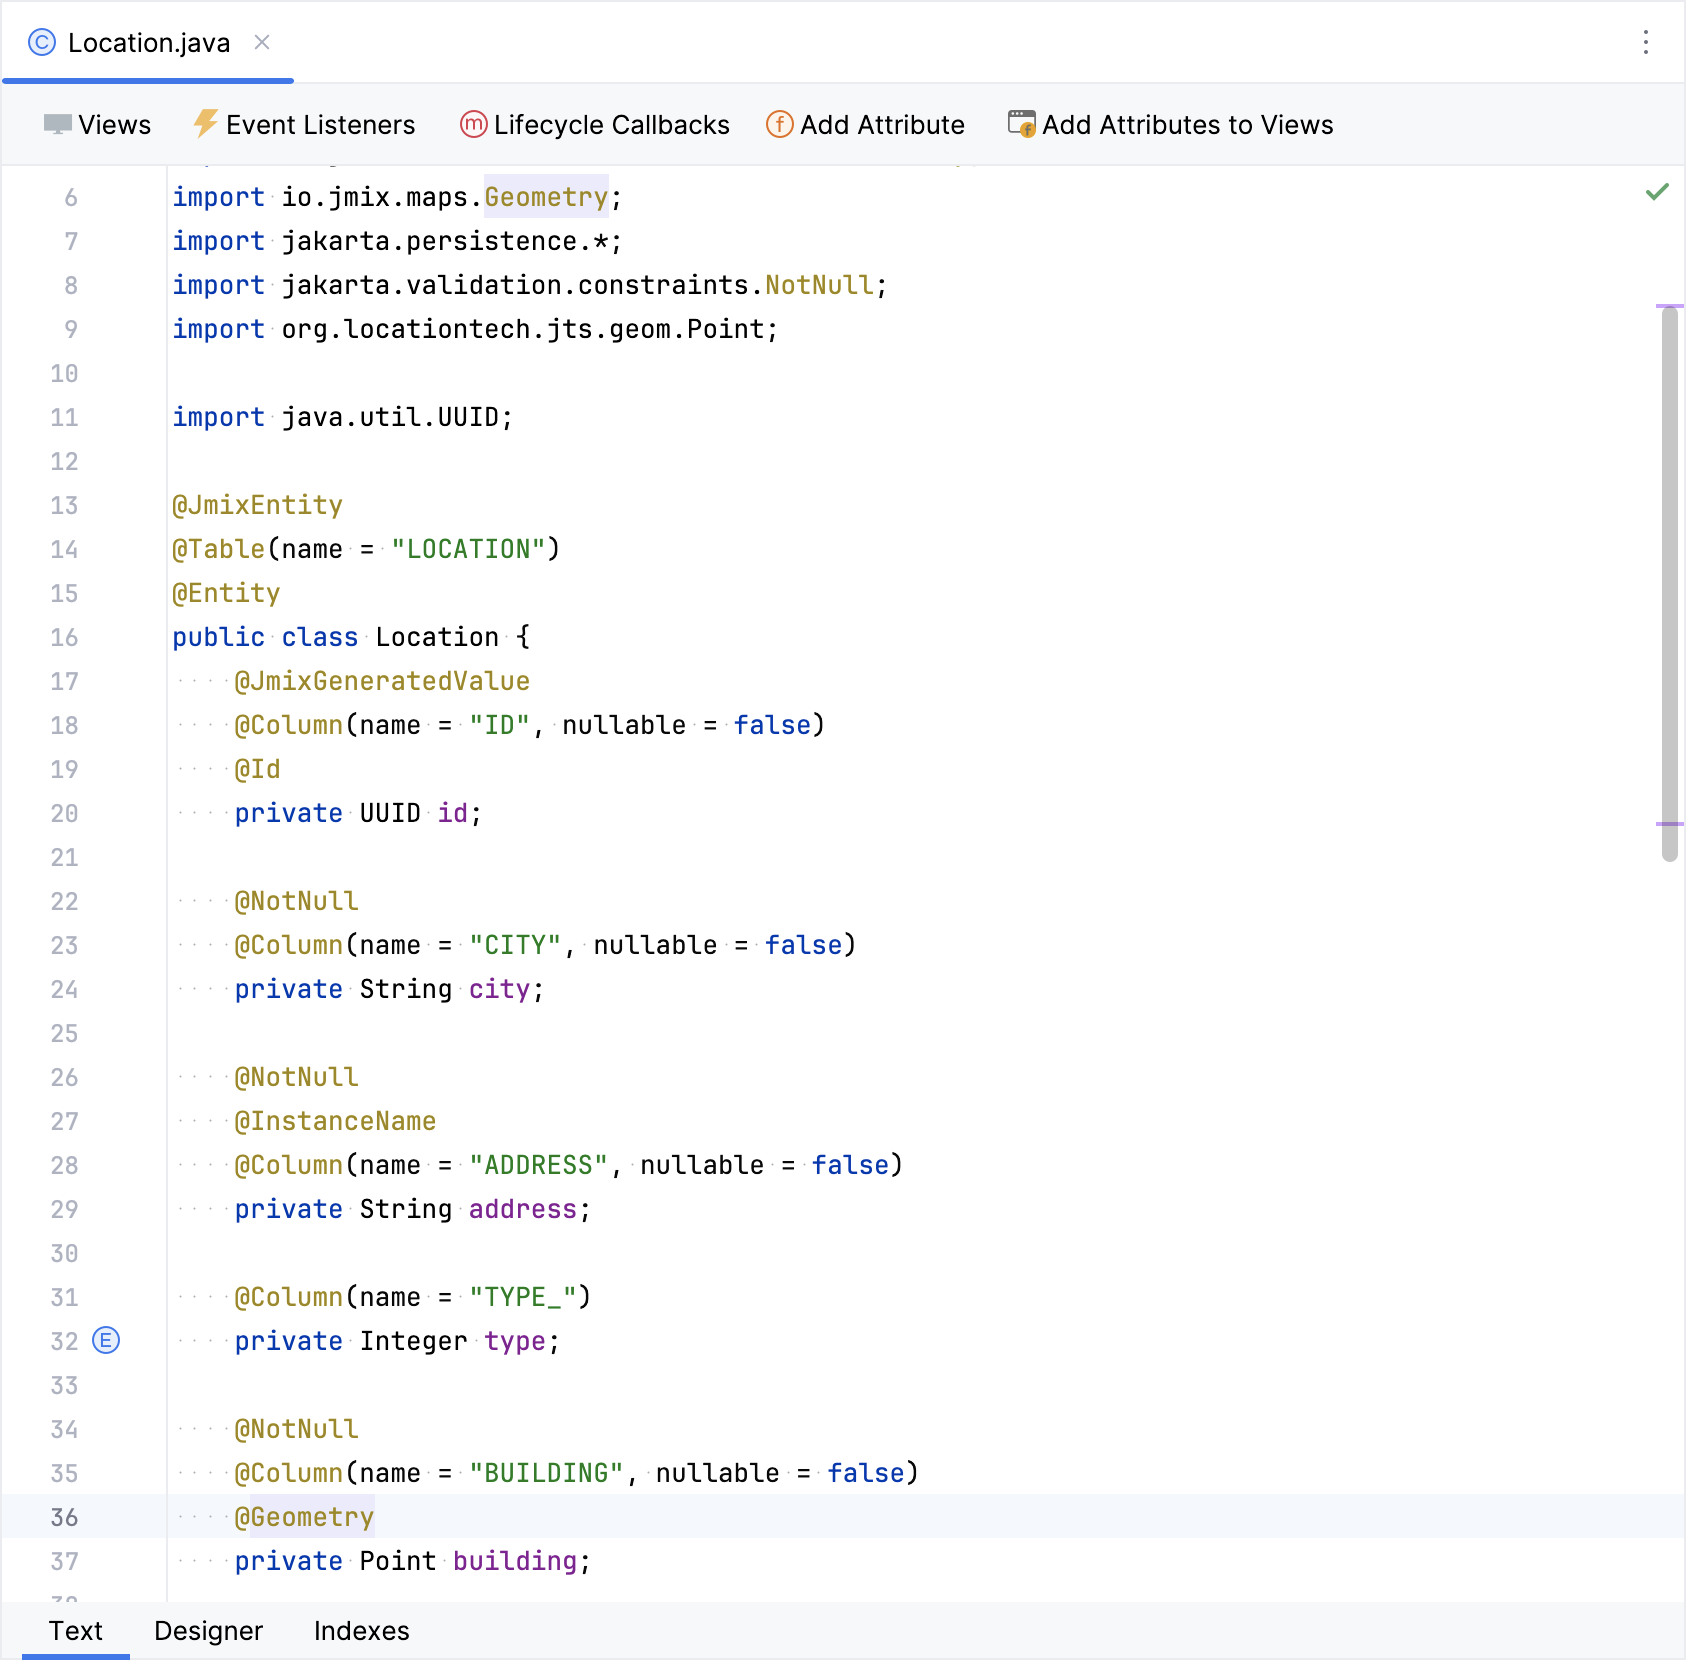 Location.java
Views Event Listeners Lifecycle Callbacks Add Attribute Add Attributes to Views
6 import io.jmix.maps.Geometry;
7 import jakarta.persistence.*;
8 import jakarta.validation.constraints.NotNull;
9 import org.locationtech.jts.geom.Point;
10
11 import java.util.UUID;
12
13 @JmixEntity
14 @Table(name = "LOCATION")
15 @Entity
16 public class Location {
17 @JmixGeneratedValue
18 @Column(name = "ID", nullable = false)
19 @Id
20 private UUID id;
21
22 @NotNull
23 @Column(name = "CITY", nullable = false)
24 private String city;
25
26 @NotNull
27 @InstanceName
28 @Column(name = "ADDRESS", nullable = false)
29 private String address;
30
31 @Column(name = "TYPE_")
32 E private Integer type;
33
34 @NotNull
35 @Column(name = "BUILDING", nullable = false)
36 @Geometry
37 private Point building;
Text Designer Indexes